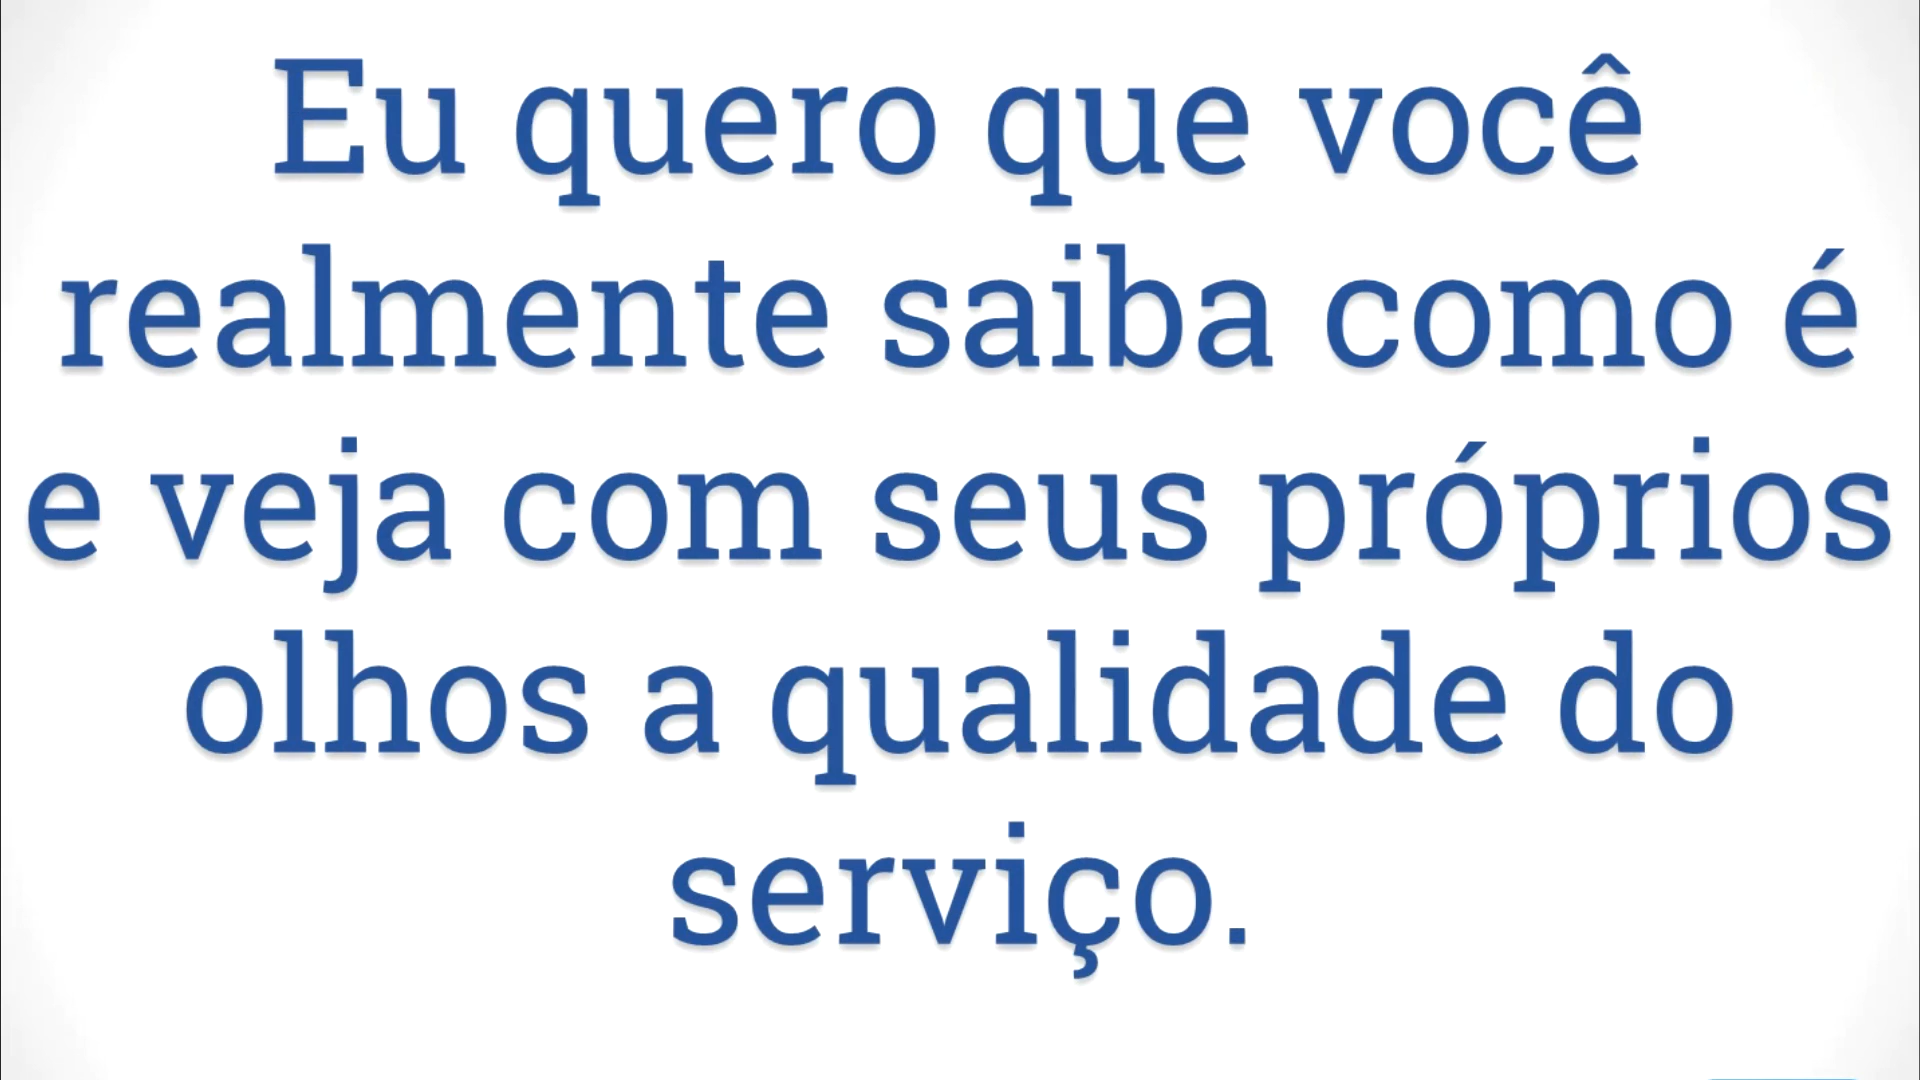 Eu quero que você
realmente saiba como é
e veja com seus próprios
olhos a qualidade do
serviço.